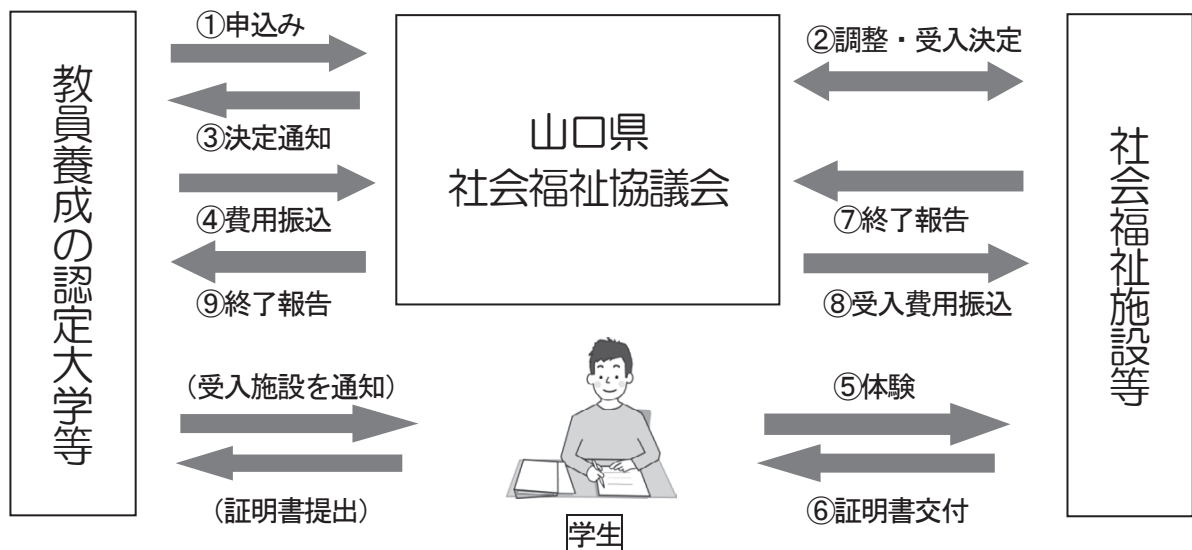 教員養成の認定大学等
①申込み
③決定通知
④費用振込
⑨終了報告
山口県
社会福祉協議会
②調整・受入決定
⑦終了報告
⑧受入費用振込
社会福祉施設等
（受入施設を通知）
（証明書提出）
学生
⑤体験
⑥証明書交付